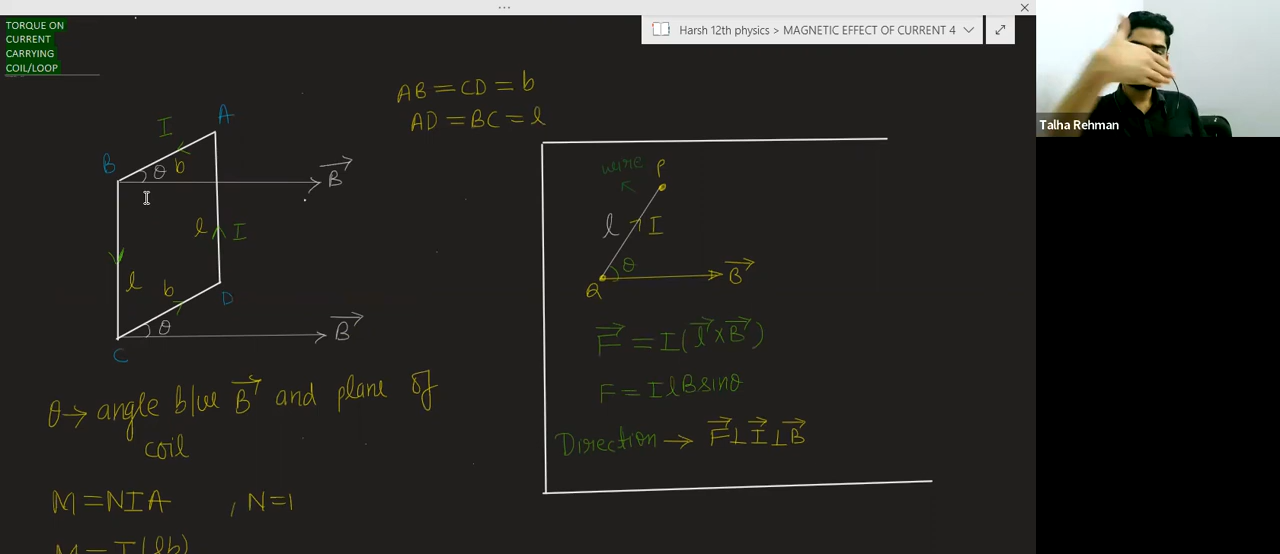 TORQUE ON
CURRENT
CARRYING
COIL/LOOP
Harsh 12th physics > MAGNETIC EFFECT OF CURRENT 4
Talha Rehman
AB = CD = b
AD = BC = l
A
I
B
θ
b
B⃗
l
I
l
b
D
θ
B⃗
C
θ → angle b/w B⃗ and plane of
coil
M = NIA , N = 1
M = I(lb)
wire
P
l
I
θ
Q
B⃗
F⃗ = I(l⃗ × B⃗)
F = IlBsinθ
Direction → F⃗ ⊥ I⃗ ⊥ B⃗